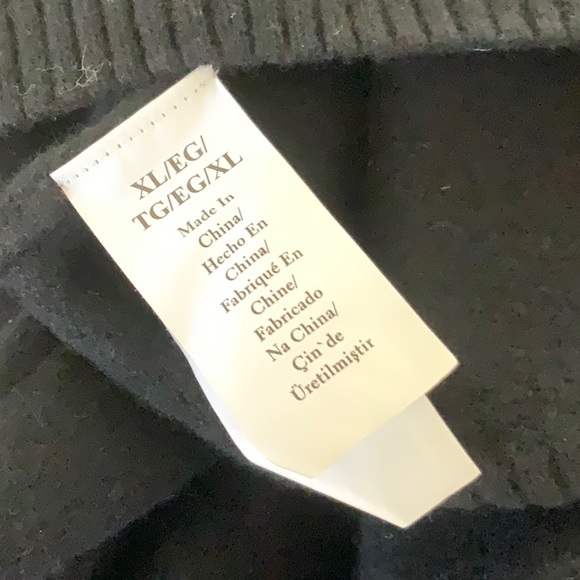 XL/EG/
TG/EG/XL
Made In
China/
Hecho En
China/
Fabriqué En
Chine/
Fabricado
Na China/
Çin`de
Üretilmiştir